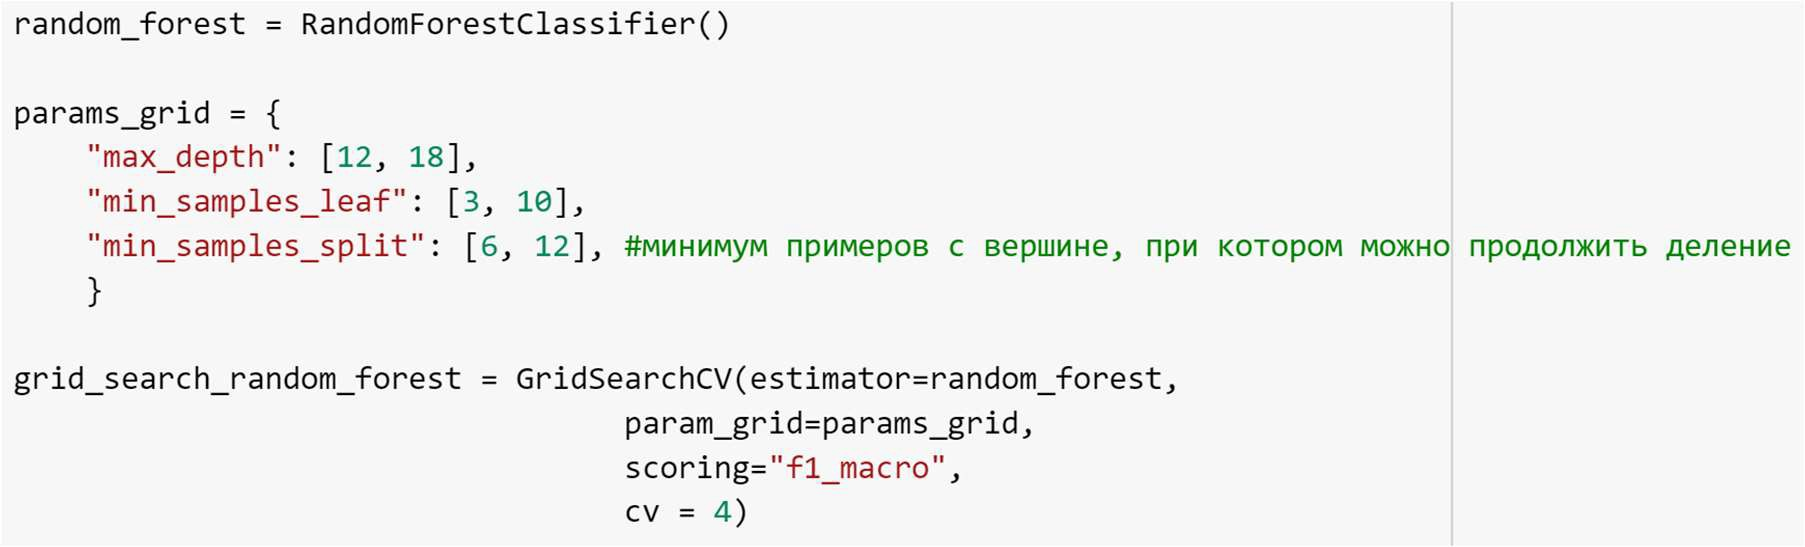 random_forest = RandomForestClassifier()
params_grid = {
"max_depth": [12, 18],
"min_samples_leaf": [3, 10],
"min_samples_split": [6, 12], #минимум примеров с вершине, при котором можно продолжить деление
}
grid_search_random_forest = GridSearchCV(estimator=random_forest,
param_grid=params_grid,
scoring="f1_macro",
cv = 4)